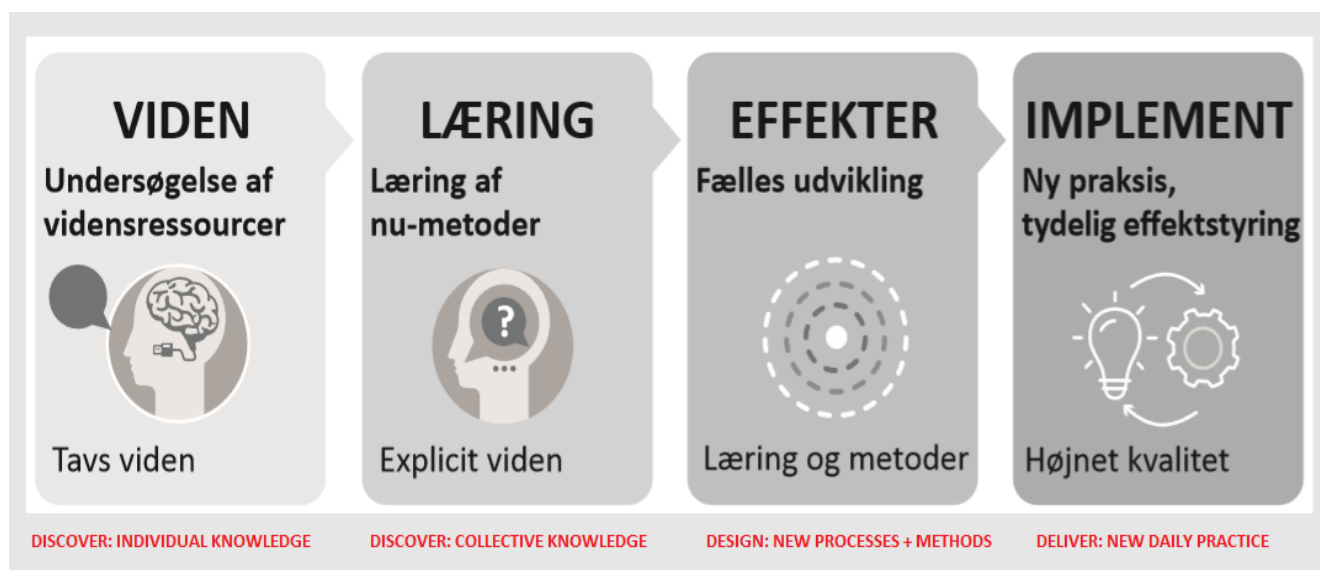 VIDEN
Undersøgelse af
vidensressourcer
Tavs viden
LÆRING
Læring af
nu-metoder
?
Explicit viden
EFFEKTER
Fælles udvikling
Læring og metoder
IMPLEMENT
Ny praksis,
tydelig effektstyring
Højnet kvalitet
DISCOVER: INDIVIDUAL KNOWLEDGE
DISCOVER: COLLECTIVE KNOWLEDGE
DESIGN: NEW PROCESSES + METHODS
DELIVER: NEW DAILY PRACTICE